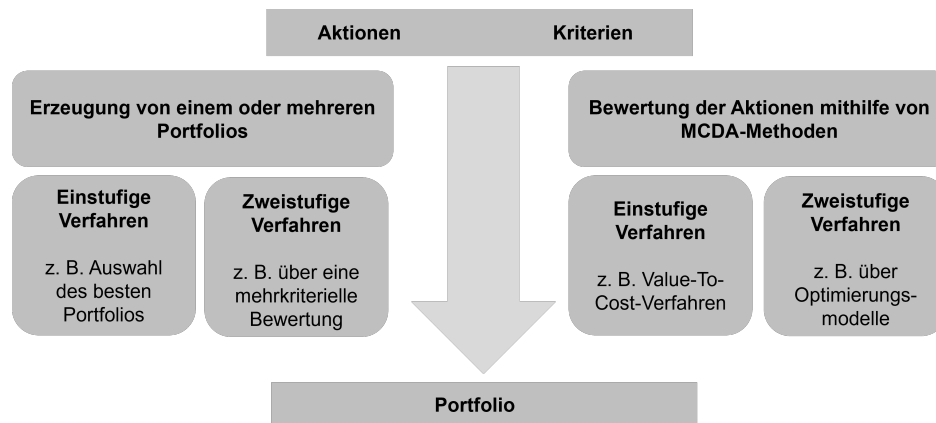 Aktionen Kriterien
Erzeugung von einem oder mehreren
Portfolios
Einstufige
Verfahren
z. B. Auswahl
des besten
Portfolios
Zweistufige
Verfahren
z. B. über eine
mehrkriterielle
Bewertung
Bewertung der Aktionen mithilfe von
MCDA-Methoden
Einstufige
Verfahren
z. B. Value-To-
Cost-Verfahren
Zweistufige
Verfahren
z. B. über
Optimierungs-
modelle
Portfolio